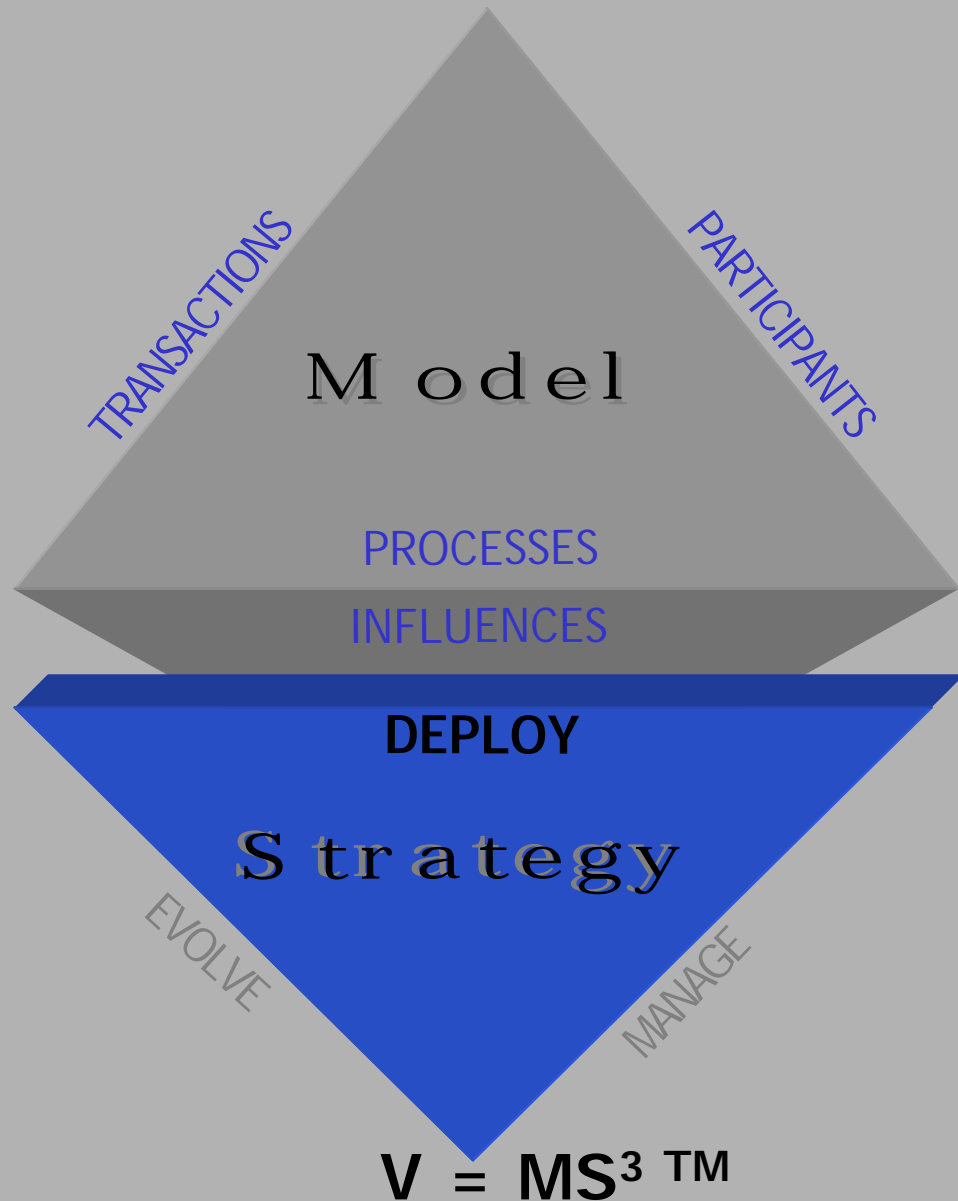 TRANSACTIONS
PARTICIPANTS
Model
PROCESSES
INFLUENCES
DEPLOY
Strategy
EVOLVE
MANAGE
V = MS³ ™